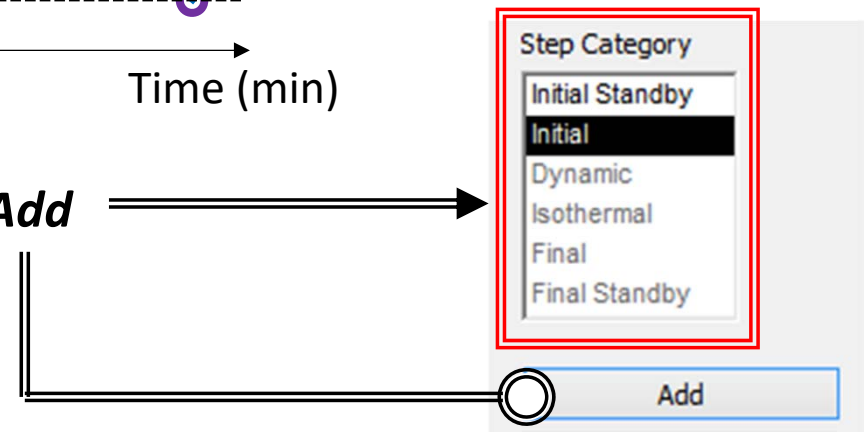 Time (min)
Add
Step Category
Initial Standby
Initial
Dynamic
Isothermal
Final
Final Standby
Add